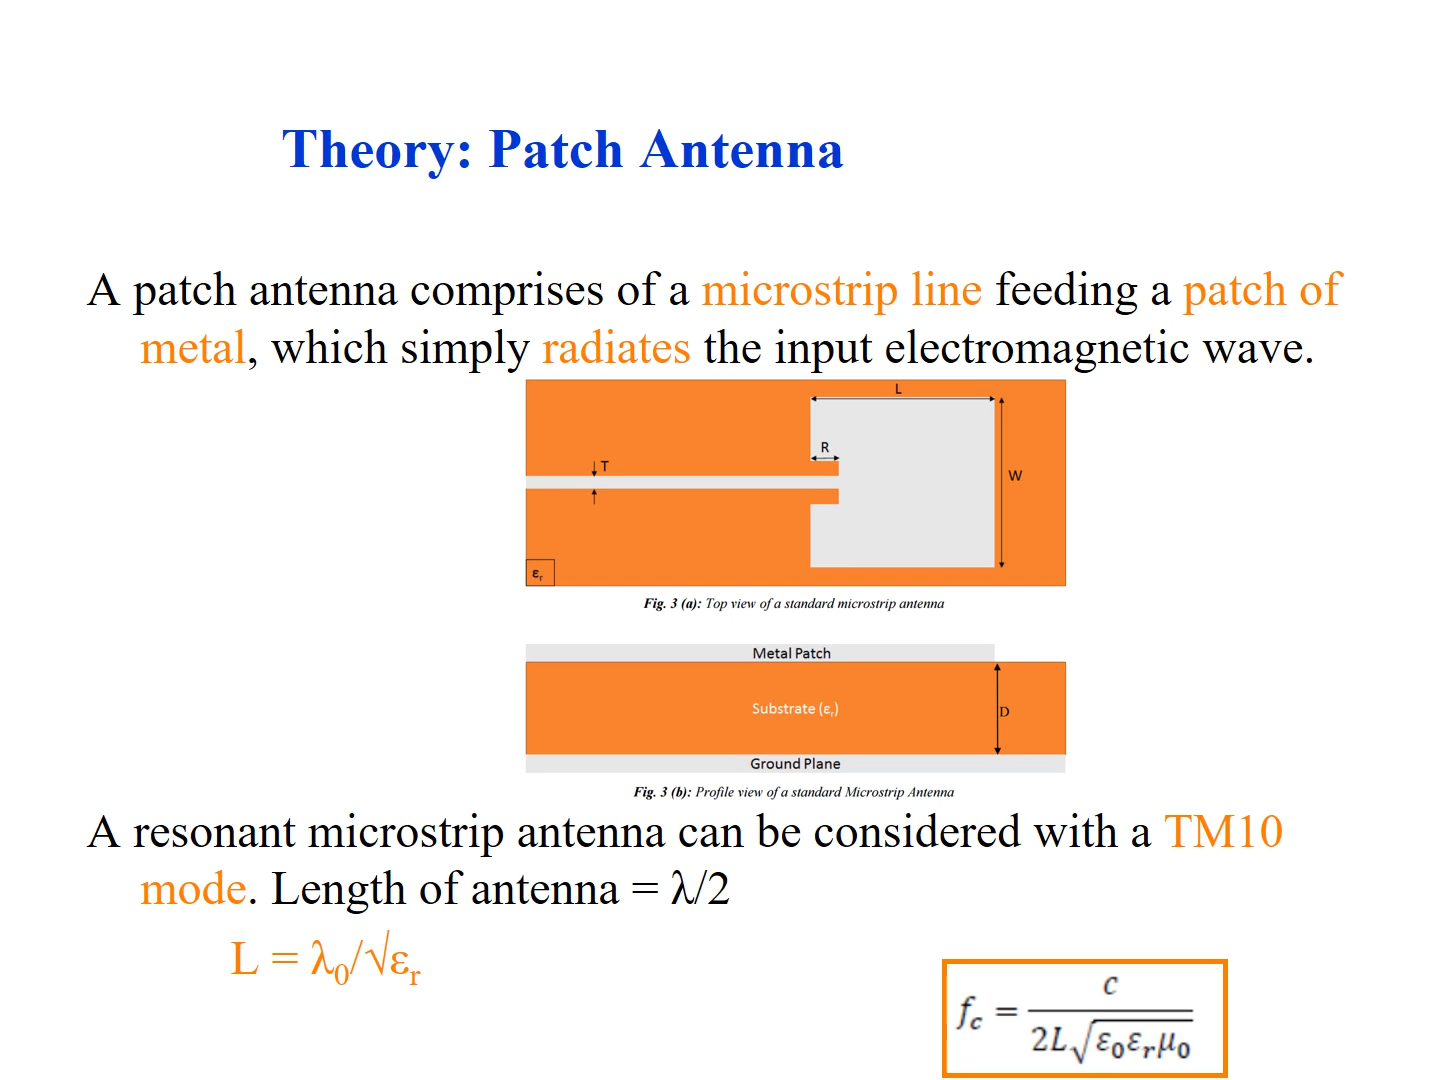 Theory: Patch Antenna
A patch antenna comprises of a microstrip line feeding a patch of
metal, which simply radiates the input electromagnetic wave.
L
R
T
W
εr
Fig. 3 (a): Top view of a standard microstrip antenna
Metal Patch
Substrate (εr)
D
Ground Plane
Fig. 3 (b): Profile view of a standard Microstrip Antenna
A resonant microstrip antenna can be considered with a TM10
mode. Length of antenna = λ/2
L = λ0/√εr
fc = c / 2L√ε0εrμ0